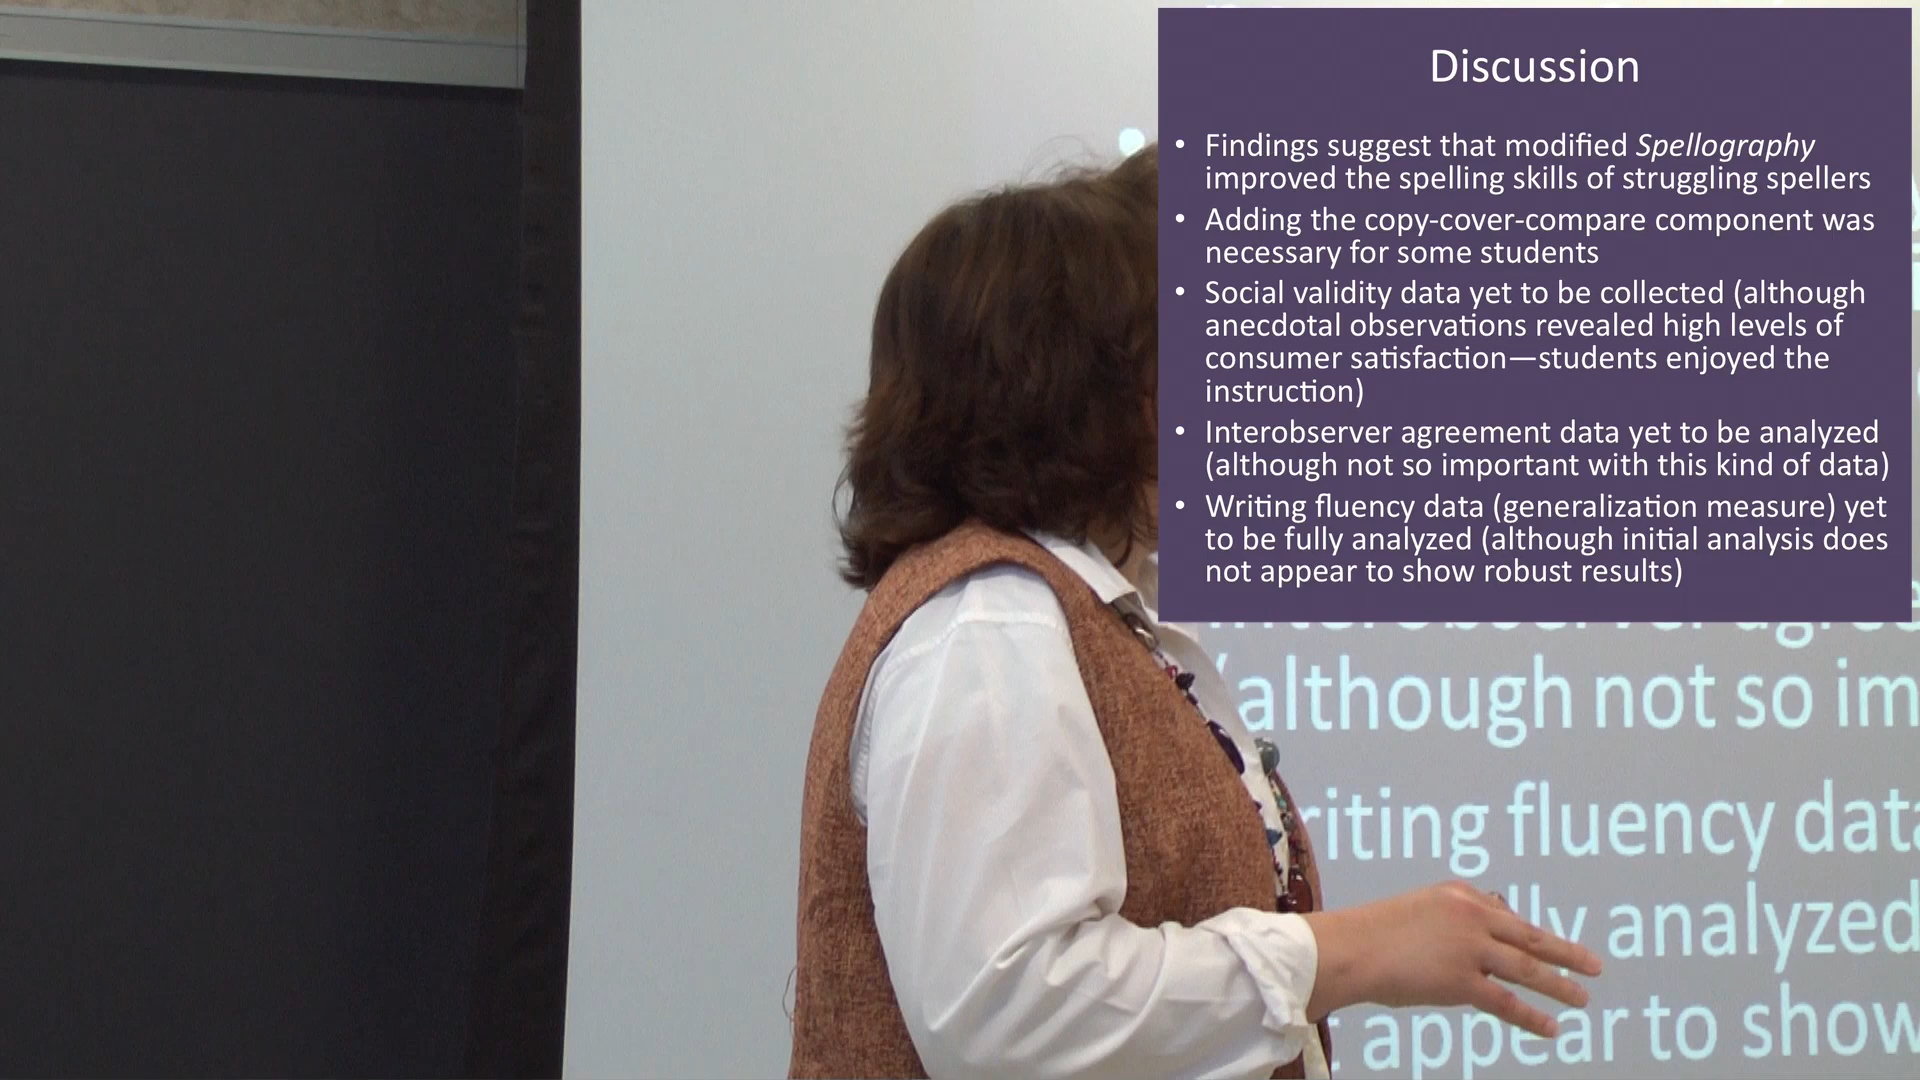 Discussion
• Findings suggest that modified Spellography
improved the spelling skills of struggling spellers
• Adding the copy-cover-compare component was
necessary for some students
• Social validity data yet to be collected (although
anecdotal observations revealed high levels of
consumer satisfaction—students enjoyed the
instruction)
• Interobserver agreement data yet to be analyzed
(although not so important with this kind of data)
• Writing fluency data (generalization measure) yet
to be fully analyzed (although initial analysis does
not appear to show robust results)
(although not so im
riting fluency data
lly analyzed
t appear to show